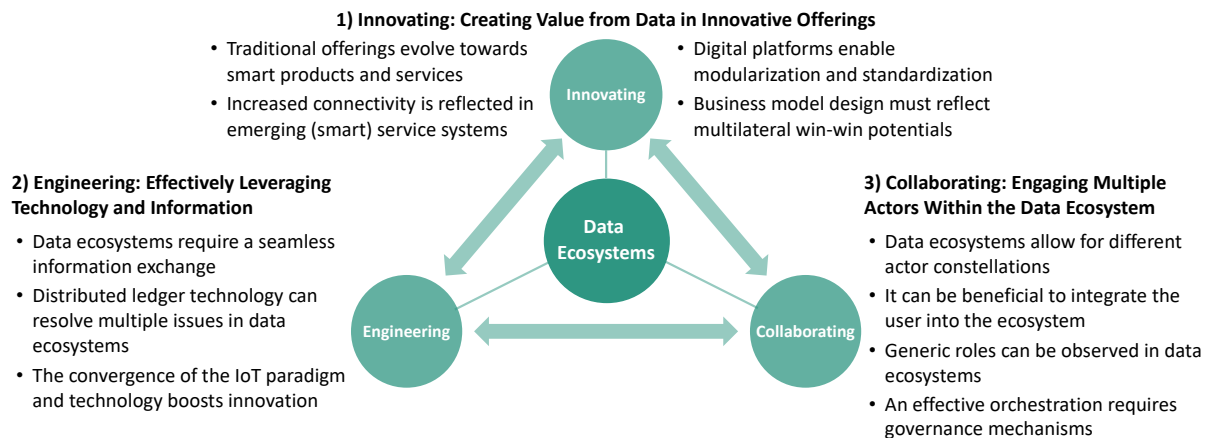 1) Innovating: Creating Value from Data in Innovative Offerings
• Traditional offerings evolve towards
smart products and services
• Increased connectivity is reflected in
emerging (smart) service systems
• Digital platforms enable
modularization and standardization
• Business model design must reflect
multilateral win-win potentials
Innovating
2) Engineering: Effectively Leveraging
Technology and Information
• Data ecosystems require a seamless
information exchange
• Distributed ledger technology can
resolve multiple issues in data
ecosystems
• The convergence of the IoT paradigm
and technology boosts innovation
Data
Ecosystems
Engineering
Collaborating
3) Collaborating: Engaging Multiple
Actors Within the Data Ecosystem
• Data ecosystems allow for different
actor constellations
• It can be beneficial to integrate the
user into the ecosystem
• Generic roles can be observed in data
ecosystems
• An effective orchestration requires
governance mechanisms